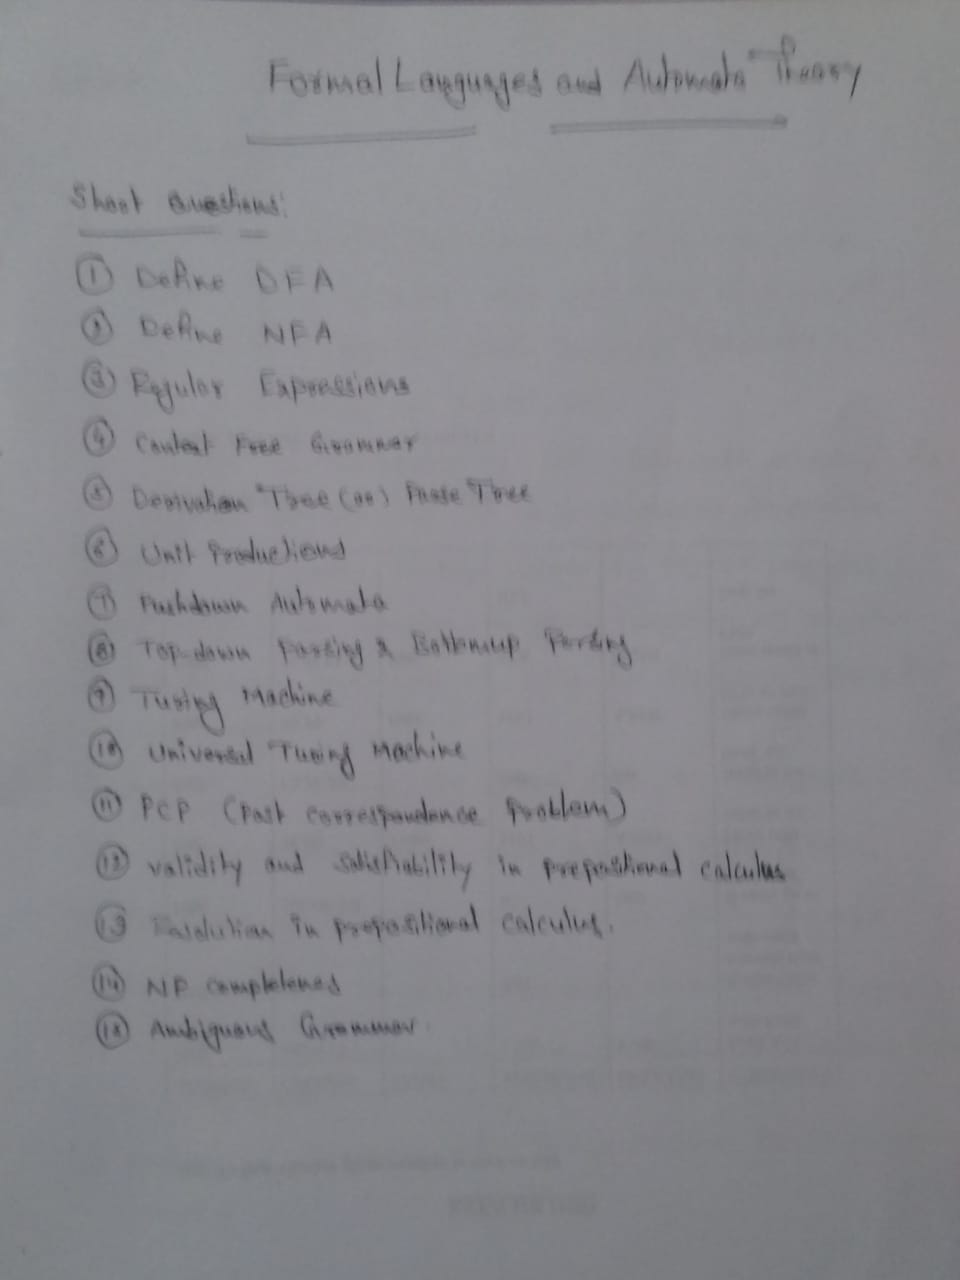 Formal Languages and Automata Theory
Short Questions:
① Define DFA
② Define NFA
③ Regular Expressions
④ Context Free Grammar
⑤ Derivation Tree (or) Parse Tree
⑥ Unit Productions
⑦ Pushdown Automata
⑧ Top-down Parsing & Bottomup Parsing
⑨ Turing Machine
⑩ Universal Turing Machine
⑪ PCP (Post correspondence Problem)
⑫ validity and Satisfiability in prepositional calculus
⑬ Resolution in propositional calculus.
⑭ NP completenes
⑮ Ambiguous Grammar.